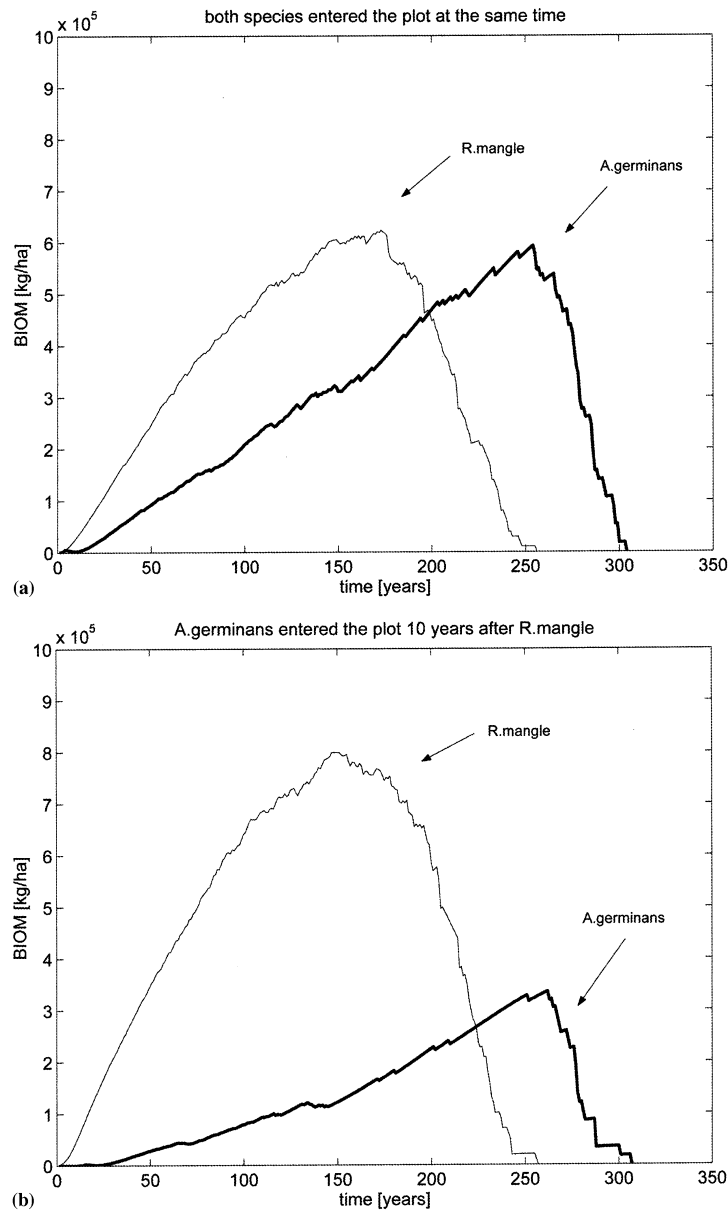 both species entered the plot at the same time
x 10^5
10
9
8
7
6
5
4
3
2
1
0
BIOM [kg/ha]
R.mangle
A.germinans
0 50 100 150 200 250 300 350
time [years]
(a)
A.germinans entered the plot 10 years after R.mangle
x 10^5
10
9
8
7
6
5
4
3
2
1
0
BIOM [kg/ha]
R.mangle
A.germinans
0 50 100 150 200 250 300 350
time [years]
(b)